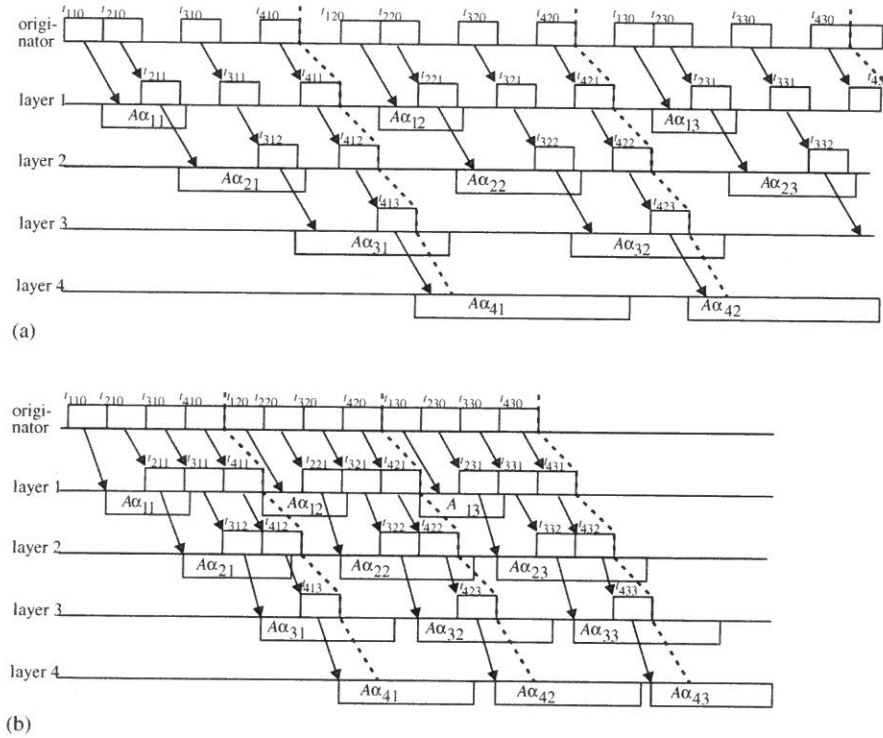 t110 t210 t310 t410 t120 t220 t320 t420 t130 t230 t330 t430
origi-
nator
t211 t311 t411 t221 t321 t421 t231 t331
layer 1
Aα11 Aα12 Aα13
t312 t412 t322 t422 t332
layer 2
Aα21 Aα22 Aα23
t413 t423
layer 3
Aα31 Aα32
layer 4
Aα41 Aα42
(a)
t110 t210 t310 t410 t120 t220 t320 t420 t130 t230 t330 t430
origi-
nator
t211 t311 t411 t221 t321 t421 t231 t331 t431
layer 1
Aα11 Aα12 A 13
t312 t412 t322 t422 t332 t432
layer 2
Aα21 Aα22 Aα23
t413 t423 t433
layer 3
Aα31 Aα32 Aα33
layer 4
Aα41 Aα42 Aα43
(b)